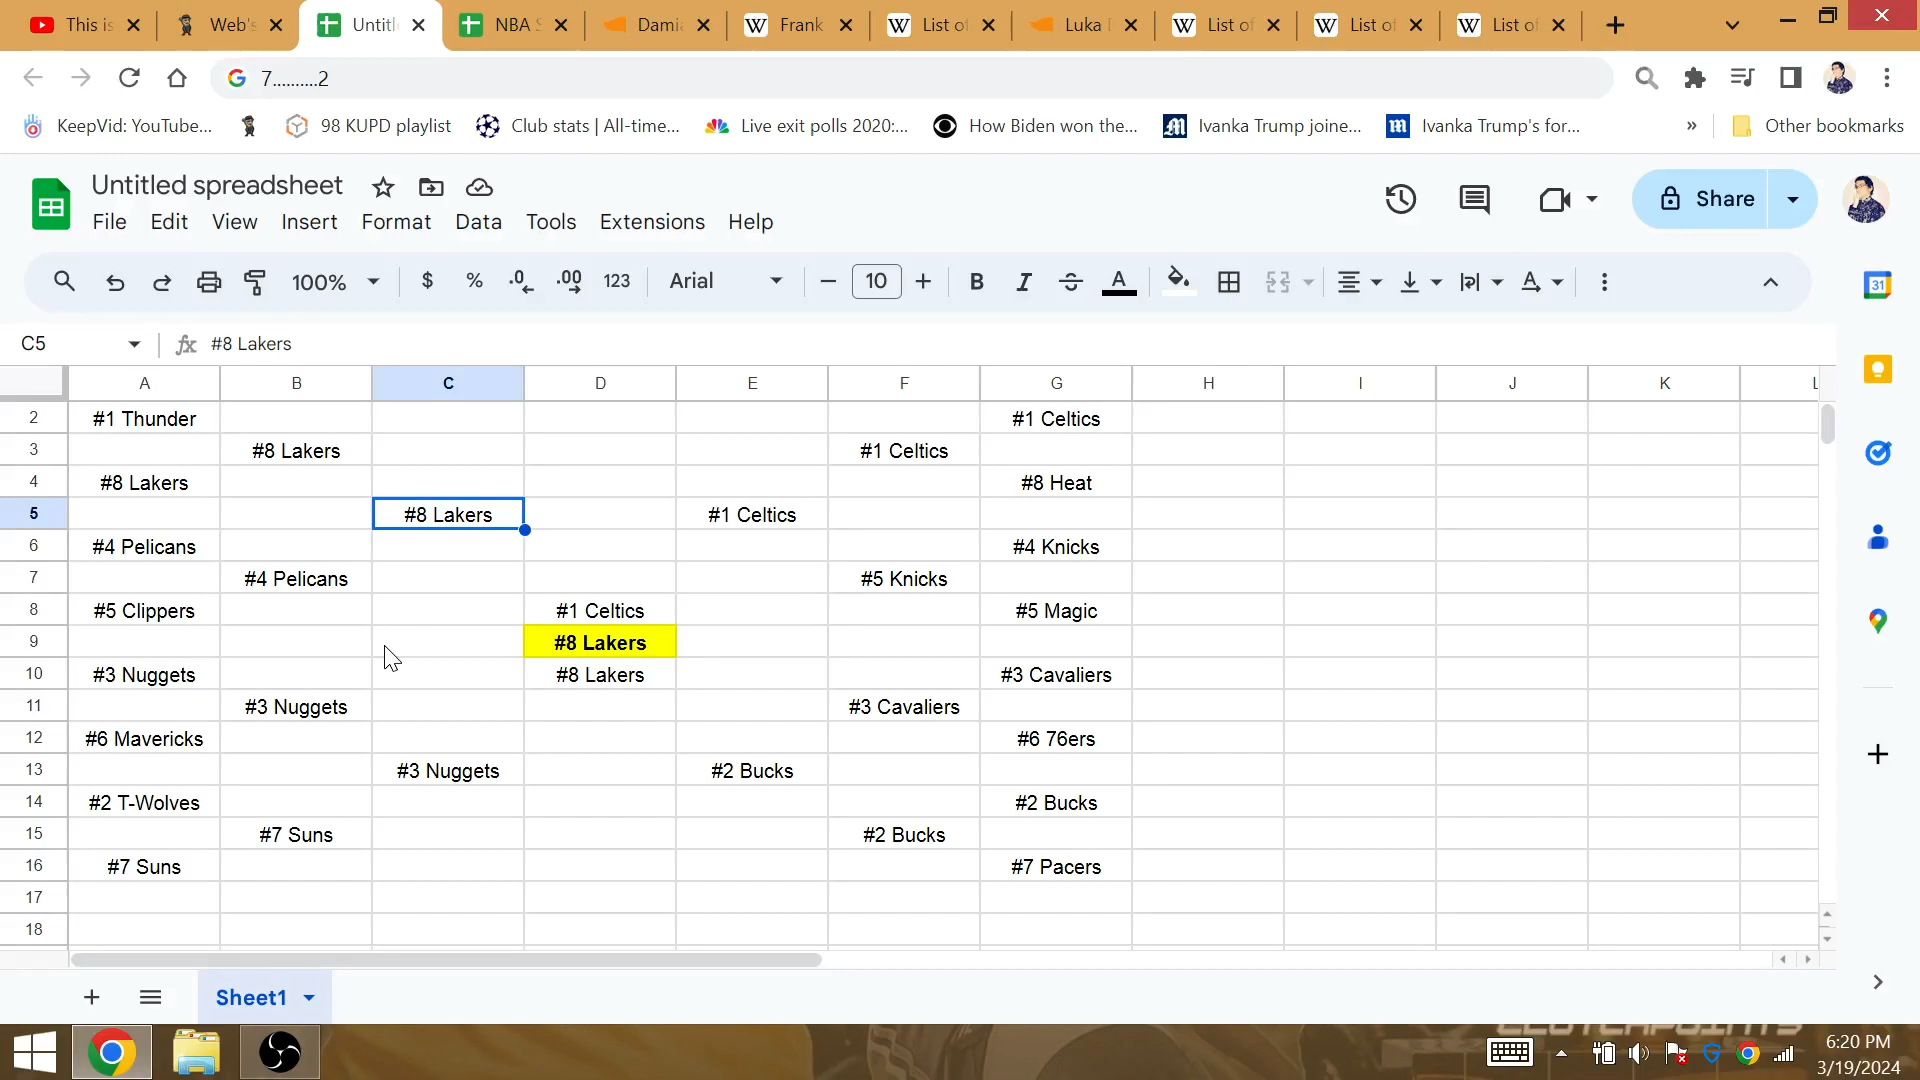 This is
Web's
Untitl
NBA S
Damia
Frank
List of
Luka D
List of
List of
List of
7..........2
KeepVid: YouTube...
98 KUPD playlist
Club stats | All-time...
Live exit polls 2020:...
How Biden won the...
Ivanka Trump joine...
Ivanka Trump's for...
»
Other bookmarks
Untitled spreadsheet
File Edit View Insert Format Data Tools Extensions Help
Share
100% $ % .0 .00 123 Arial 10 B I A
31
C5 fx #8 Lakers
A B C D E F G H I J K L
2 #1 Thunder #1 Celtics
3 #8 Lakers #1 Celtics
4 #8 Lakers #8 Heat
5 #8 Lakers #1 Celtics
6 #4 Pelicans #4 Knicks
7 #4 Pelicans #5 Knicks
8 #5 Clippers #1 Celtics #5 Magic
9 #8 Lakers
10 #3 Nuggets #8 Lakers #3 Cavaliers
11 #3 Nuggets #3 Cavaliers
12 #6 Mavericks #6 76ers
13 #3 Nuggets #2 Bucks
14 #2 T-Wolves #2 Bucks
15 #7 Suns #2 Bucks
16 #7 Suns #7 Pacers
17
18
Sheet1
CLUTCHPOINTS
6:20 PM
3/19/2024